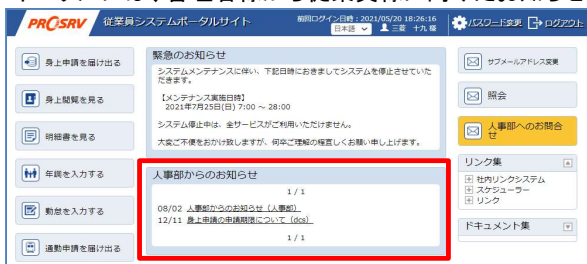 PROSRV 従業員システムポータルサイト
前回ログイン日時：2021/05/20 18:26:16
日本語
三菱 十九 様
パスワード変更
ログアウト
身上申請を届け出る
身上閲覧を見る
明細書を見る
年調を入力する
勤怠を入力する
通勤申請を届け出る
緊急のお知らせ
システムメンテナンスに伴い、下記日時におきましてシステムを停止させていた
だきます。
【メンテナンス実施日時】
2021年7月25日(日) 7:00 ～ 28:00
システム停止中は、全サービスがご利用いただけません。
大変ご不便をおかけ致しますが、何卒ご理解の程宜しくお願い申し上げます。
人事部からのお知らせ
1 / 1
08/02 人事部からのお知らせ（人事部）
12/11 身上申請の申請期限について（dcs）
1 / 1
サブメールアドレス変更
照会
人事部へのお問合
せ
リンク集
社内リンクシステム
スケジューラー
リンク
ドキュメント集